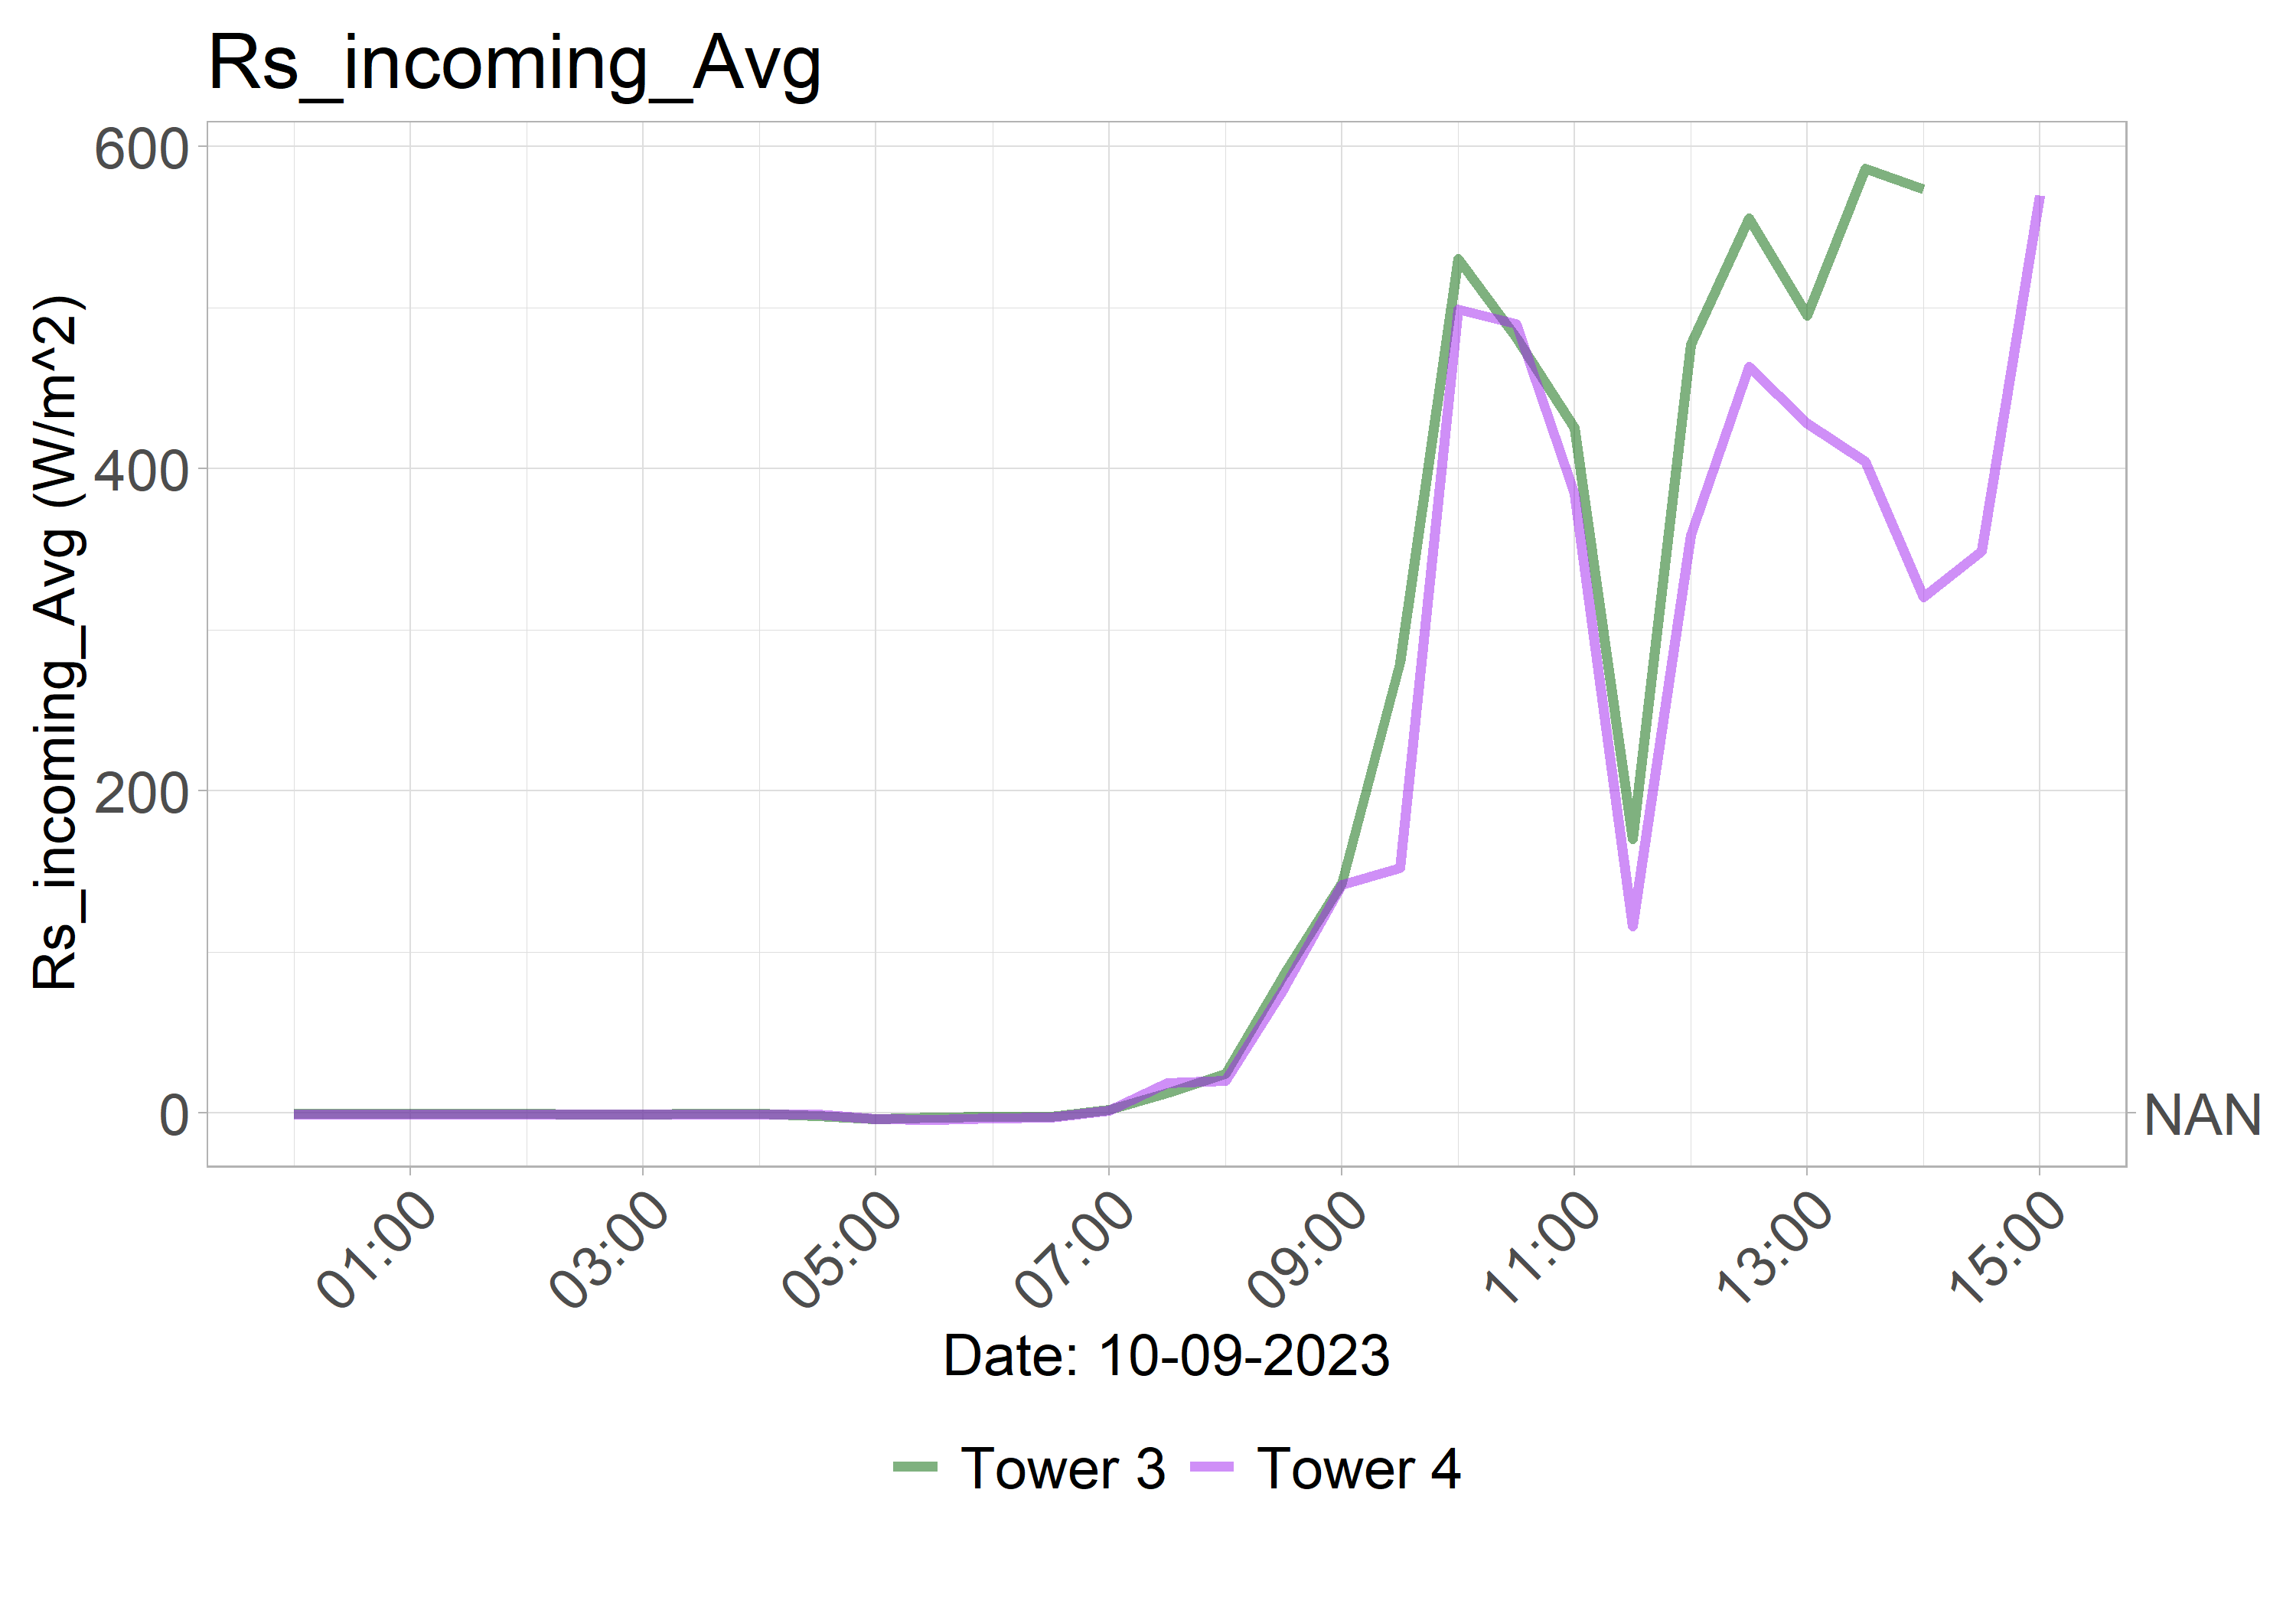 Rs_incoming_Avg
Rs_incoming_Avg (W/m^2)
600
400
200
0
NAN
01:00
03:00
05:00
07:00
09:00
11:00
13:00
15:00
Date: 10-09-2023
Tower 3
Tower 4